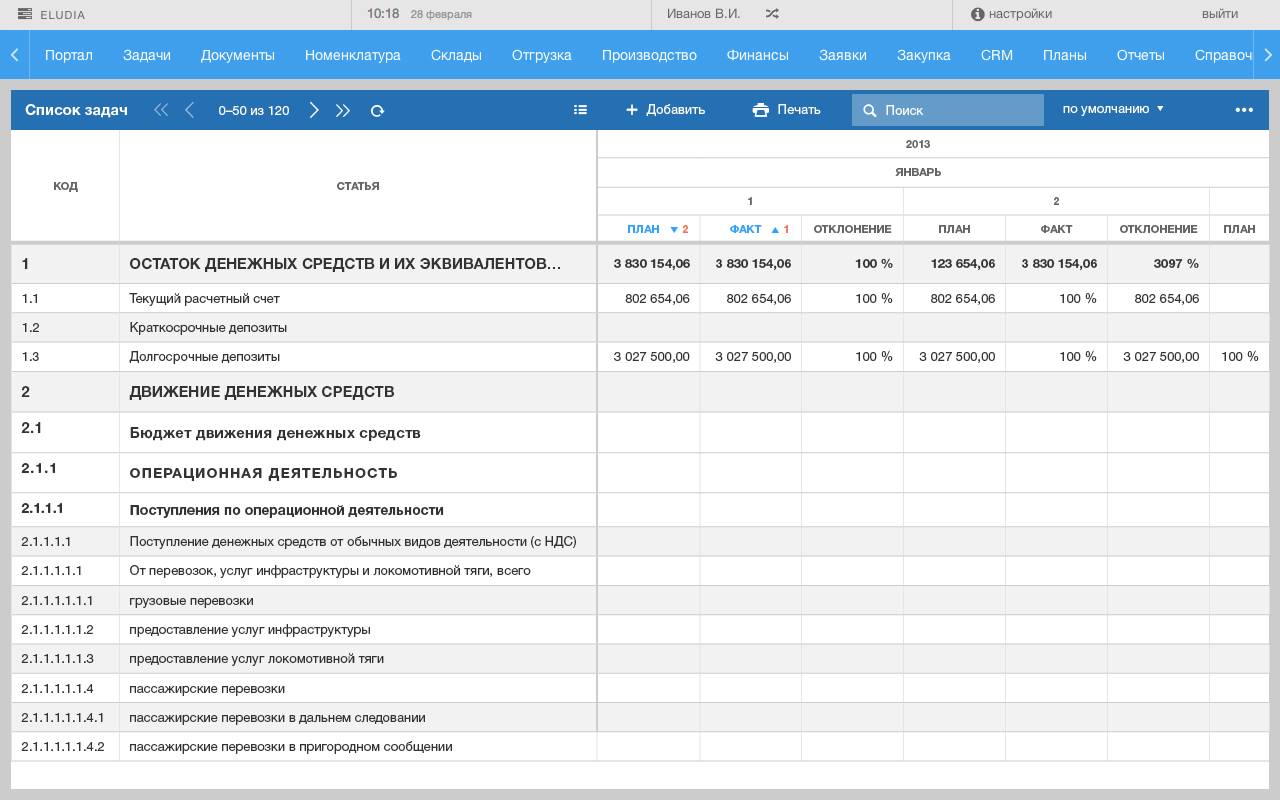 ELUDIA 10:18 28 февраля Иванов В.И. настройки выйти
Портал Задачи Документы Номенклатура Склады Отгрузка Производство Финансы Заявки Закупка CRM Планы Отчеты Справоч
Список задач 0–50 из 120 Добавить Печать Поиск по умолчанию
КОД СТАТЬЯ
2013
ЯНВАРЬ
1 2
ПЛАН 2 ФАКТ 1 ОТКЛОНЕНИЕ ПЛАН ФАКТ ОТКЛОНЕНИЕ ПЛАН
1 ОСТАТОК ДЕНЕЖНЫХ СРЕДСТВ И ИХ ЭКВИВАЛЕНТОВ... 3 830 154,06 3 830 154,06 100 % 123 654,06 3 830 154,06 3097 %
1.1 Текущий расчетный счет 802 654,06 802 654,06 100 % 802 654,06 100 % 802 654,06
1.2 Краткосрочные депозиты
1.3 Долгосрочные депозиты 3 027 500,00 3 027 500,00 100 % 3 027 500,00 100 % 3 027 500,00 100 %
2 ДВИЖЕНИЕ ДЕНЕЖНЫХ СРЕДСТВ
2.1 Бюджет движения денежных средств
2.1.1 ОПЕРАЦИОННАЯ ДЕЯТЕЛЬНОСТЬ
2.1.1.1 Поступления по операционной деятельности
2.1.1.1.1 Поступление денежных средств от обычных видов деятельности (с НДС)
2.1.1.1.1.1 От перевозок, услуг инфраструктуры и локомотивной тяги, всего
2.1.1.1.1.1.1 грузовые перевозки
2.1.1.1.1.1.2 предоставление услуг инфраструктуры
2.1.1.1.1.1.3 предоставление услуг локомотивной тяги
2.1.1.1.1.1.4 пассажирские перевозки
2.1.1.1.1.1.4.1 пассажирские перевозки в дальнем следовании
2.1.1.1.1.1.4.2 пассажирские перевозки в пригородном сообщении